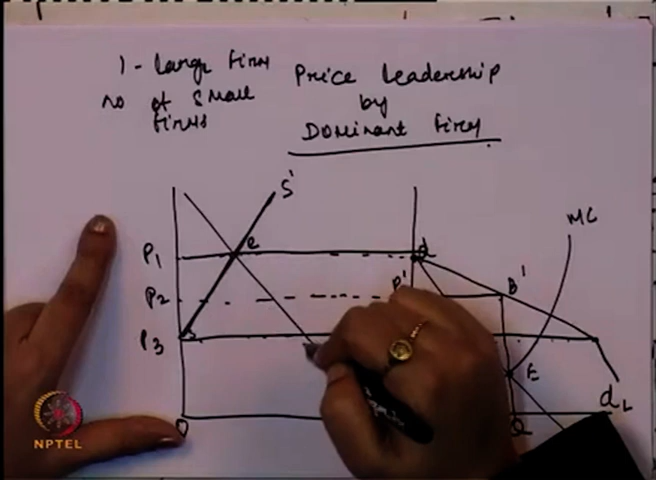 1 - Large Firm
no of Small
Firms
Price Leadership
by
Dominant Firm
S'
MC
P1
e
d
P2
P'
B'
P3
E
dL
O
Q
NPTEL